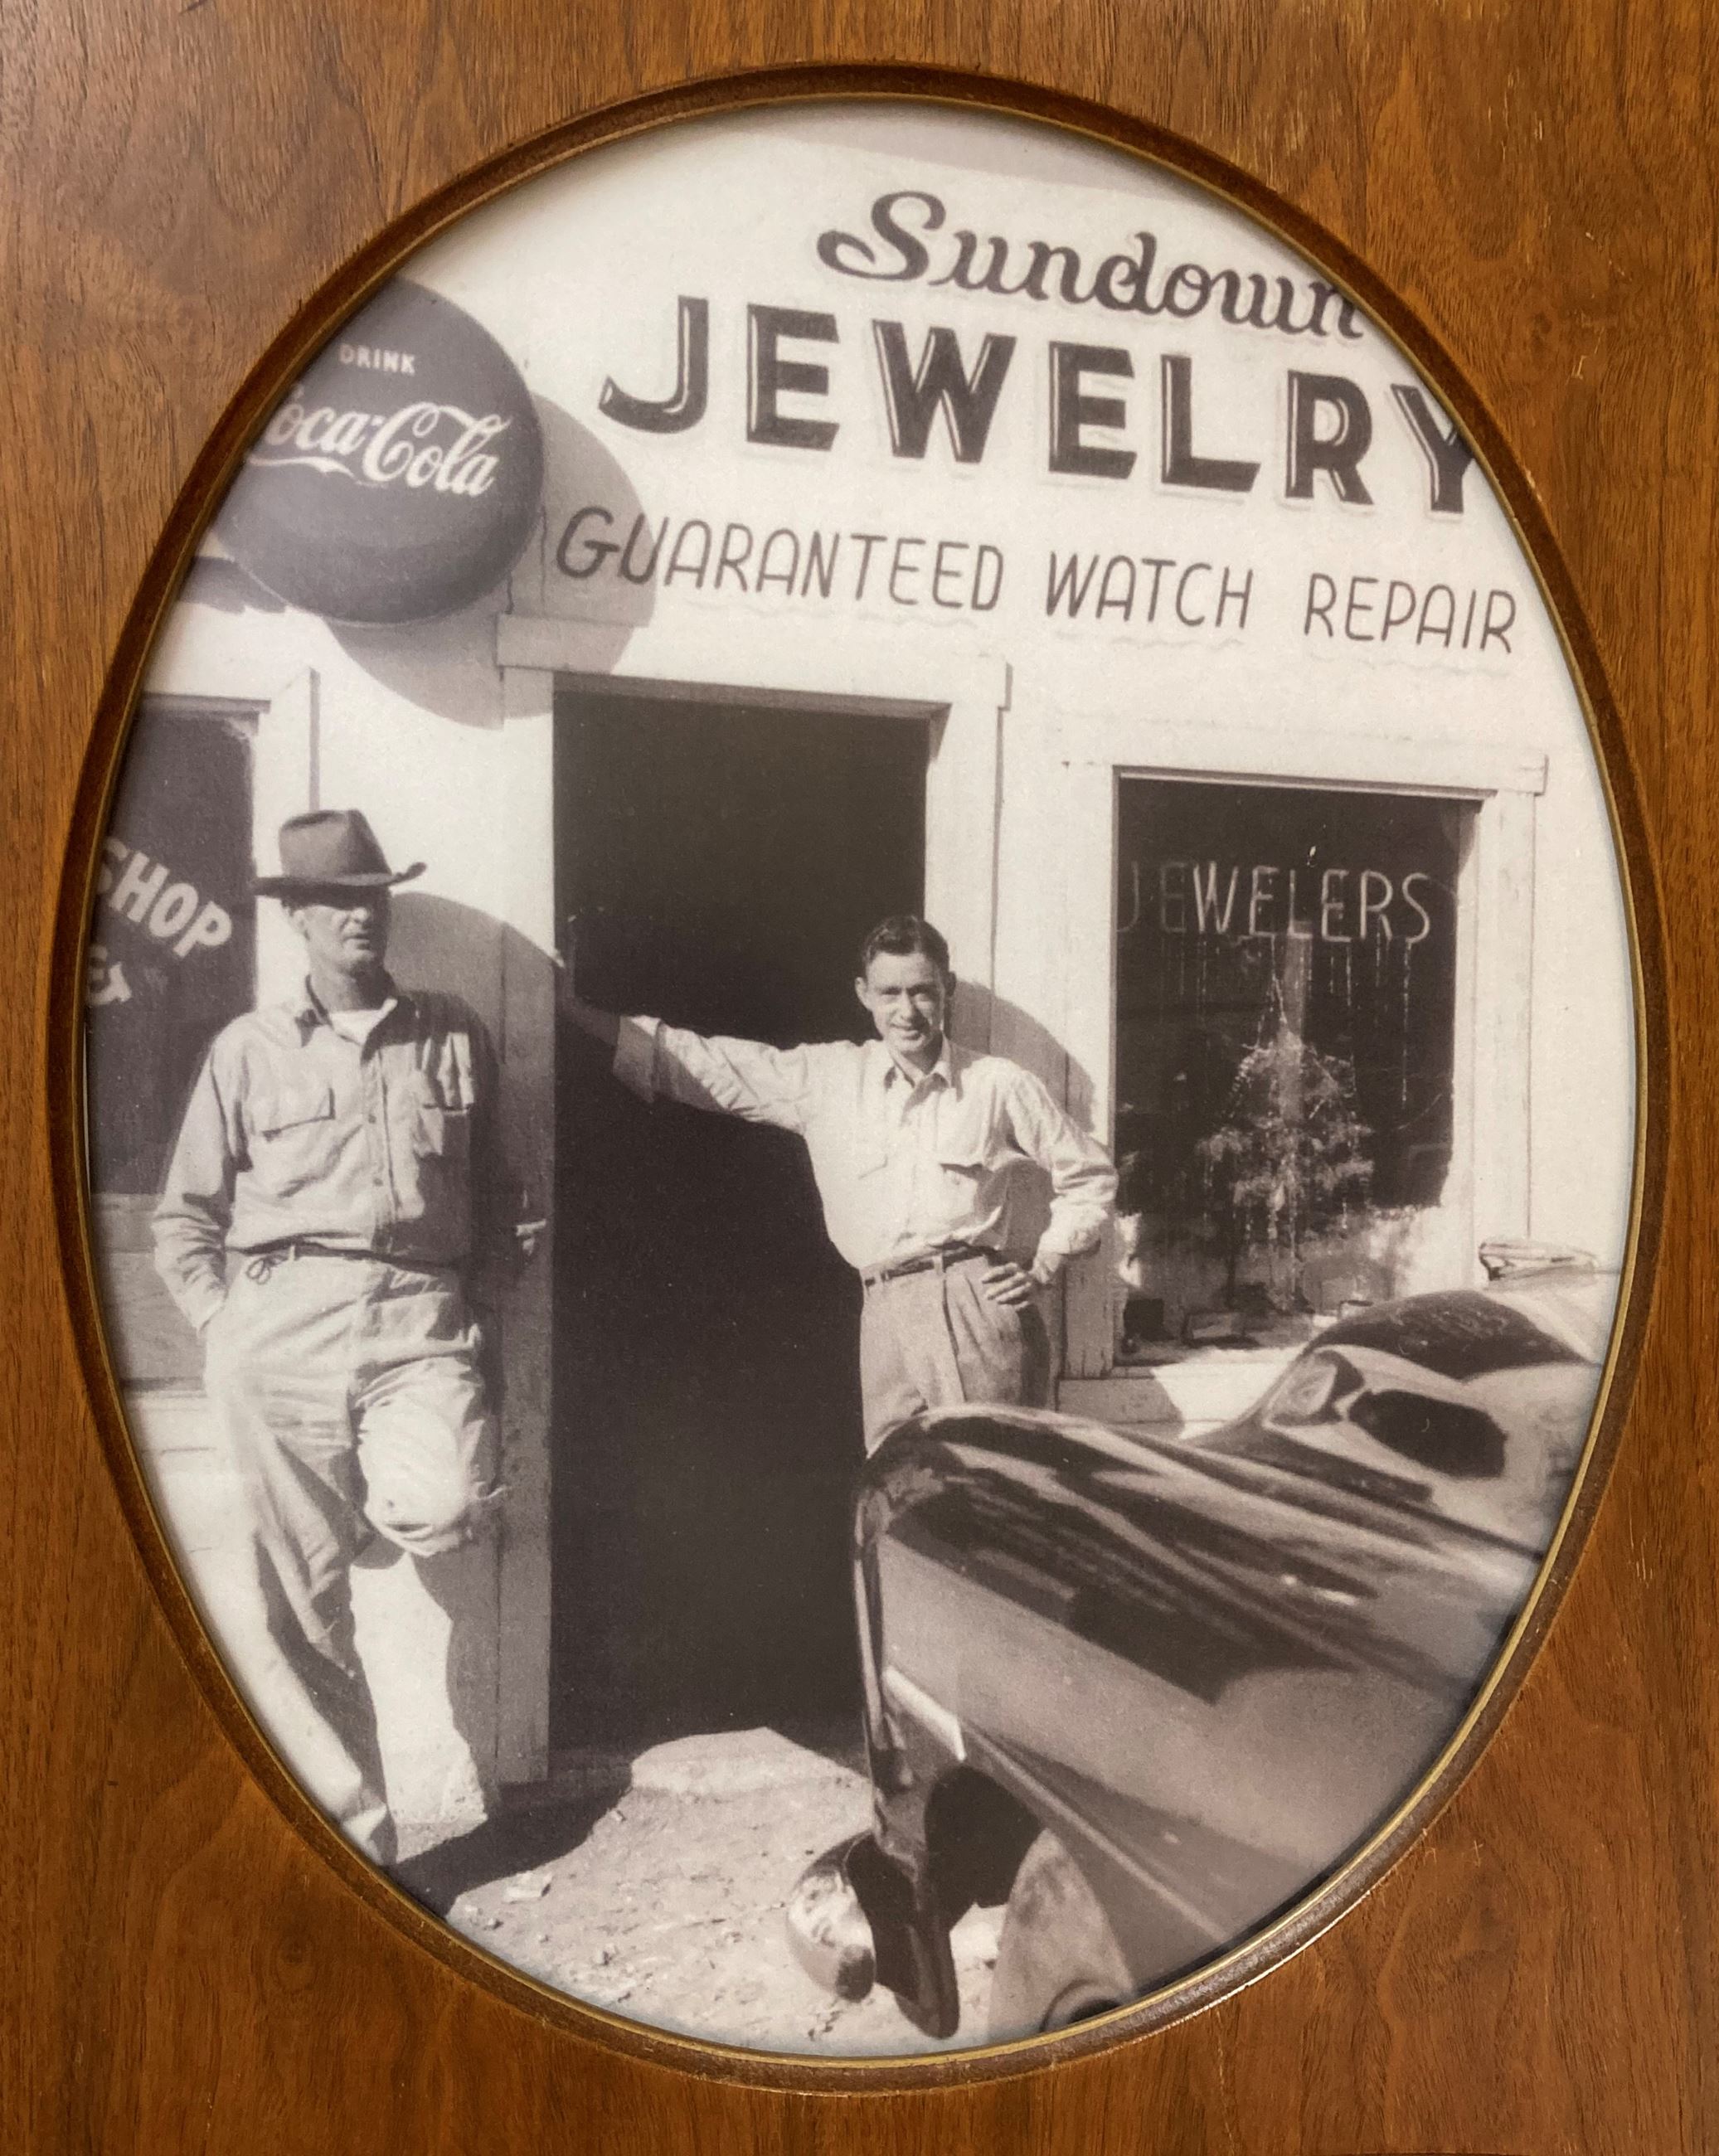 Sundown
JEWELRY
GUARANTEED WATCH REPAIR
DRINK
Coca-Cola
SHOP
JEWELERS